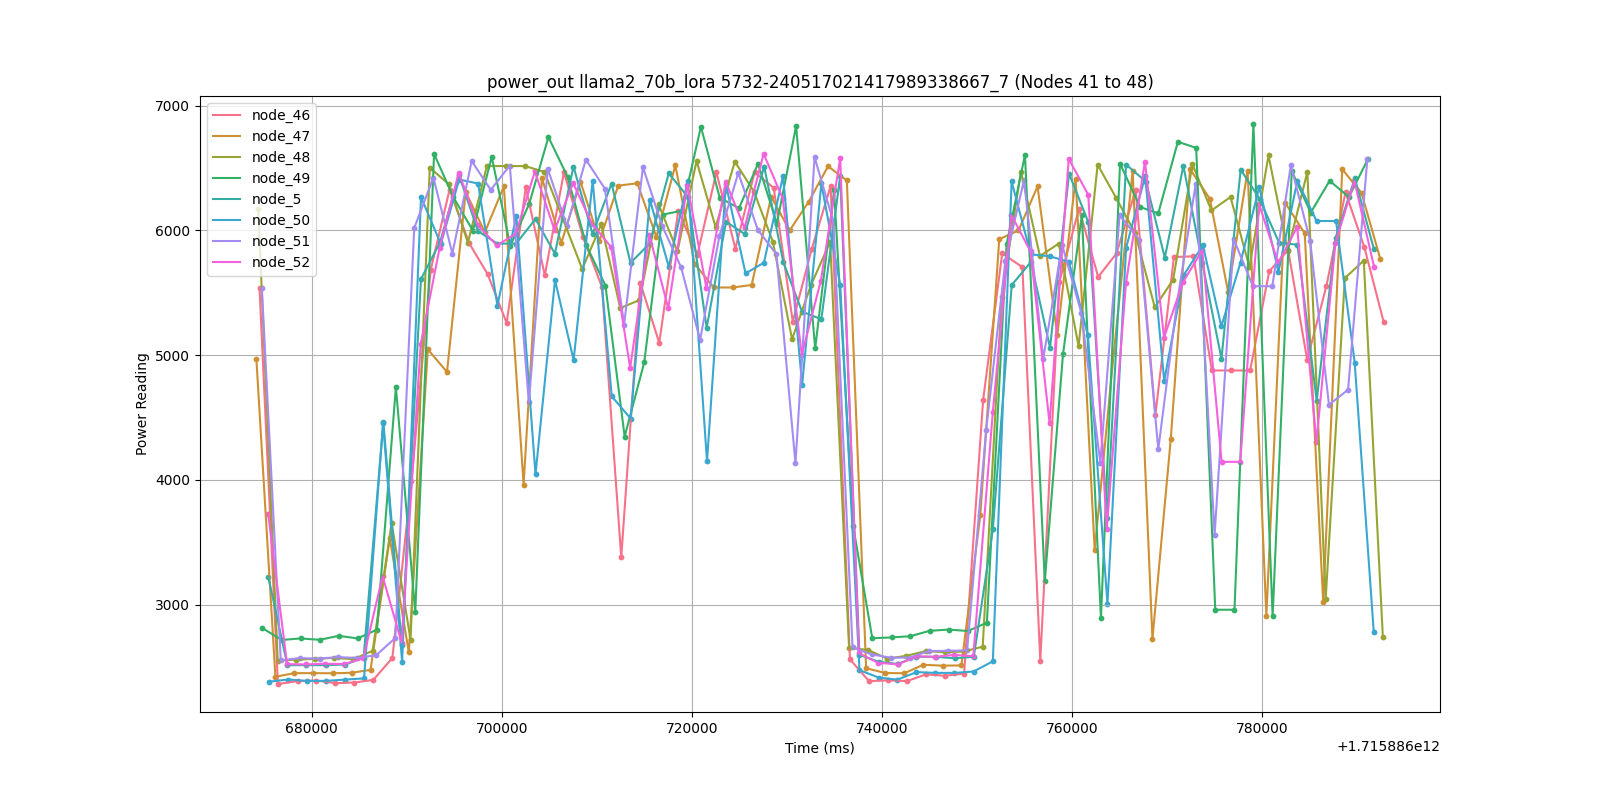 power_out llama2_70b_lora 5732-240517021417989338667_7 (Nodes 41 to 48)
7000
6000
5000
4000
3000
Power Reading
node_46
node_47
node_48
node_49
node_5
node_50
node_51
node_52
680000 700000 720000 740000 760000 780000
Time (ms)
+1.715886e12